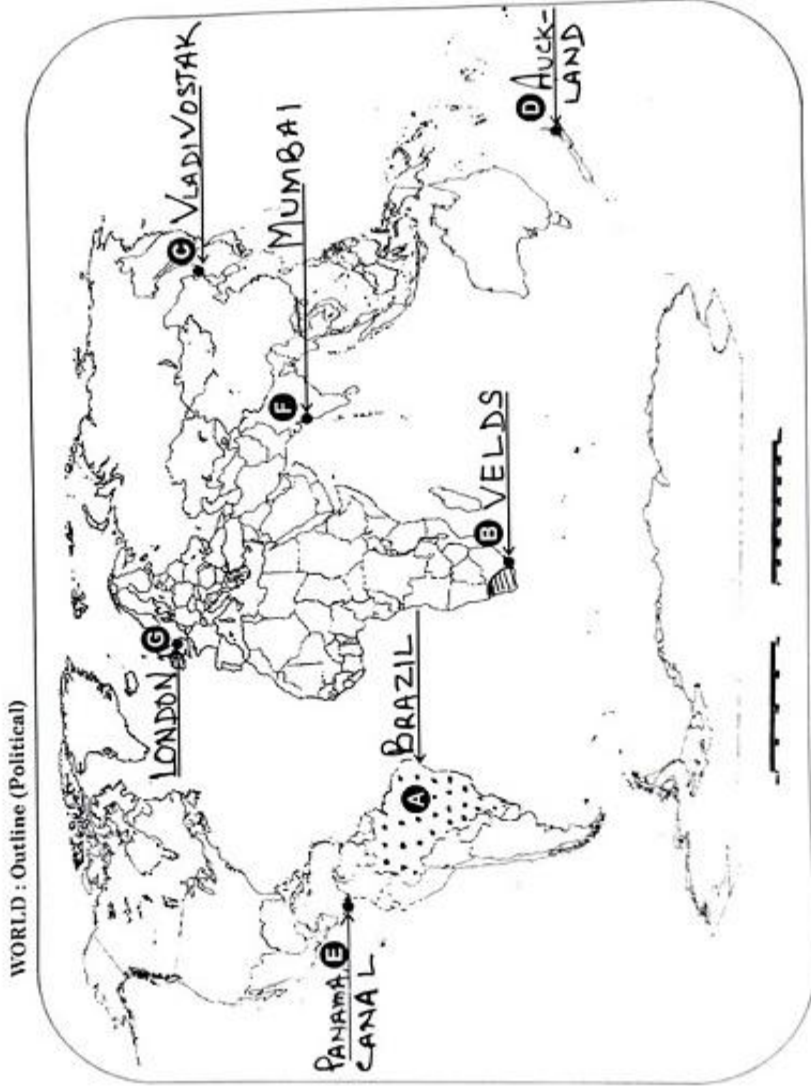 WORLD : Outline (Political)
G
LONDON
C VLADIVOSTAK
F
MUMBAI
PANAMA E
CANAL
BRAZIL
A
B VELDS
D AUCK-
LAND